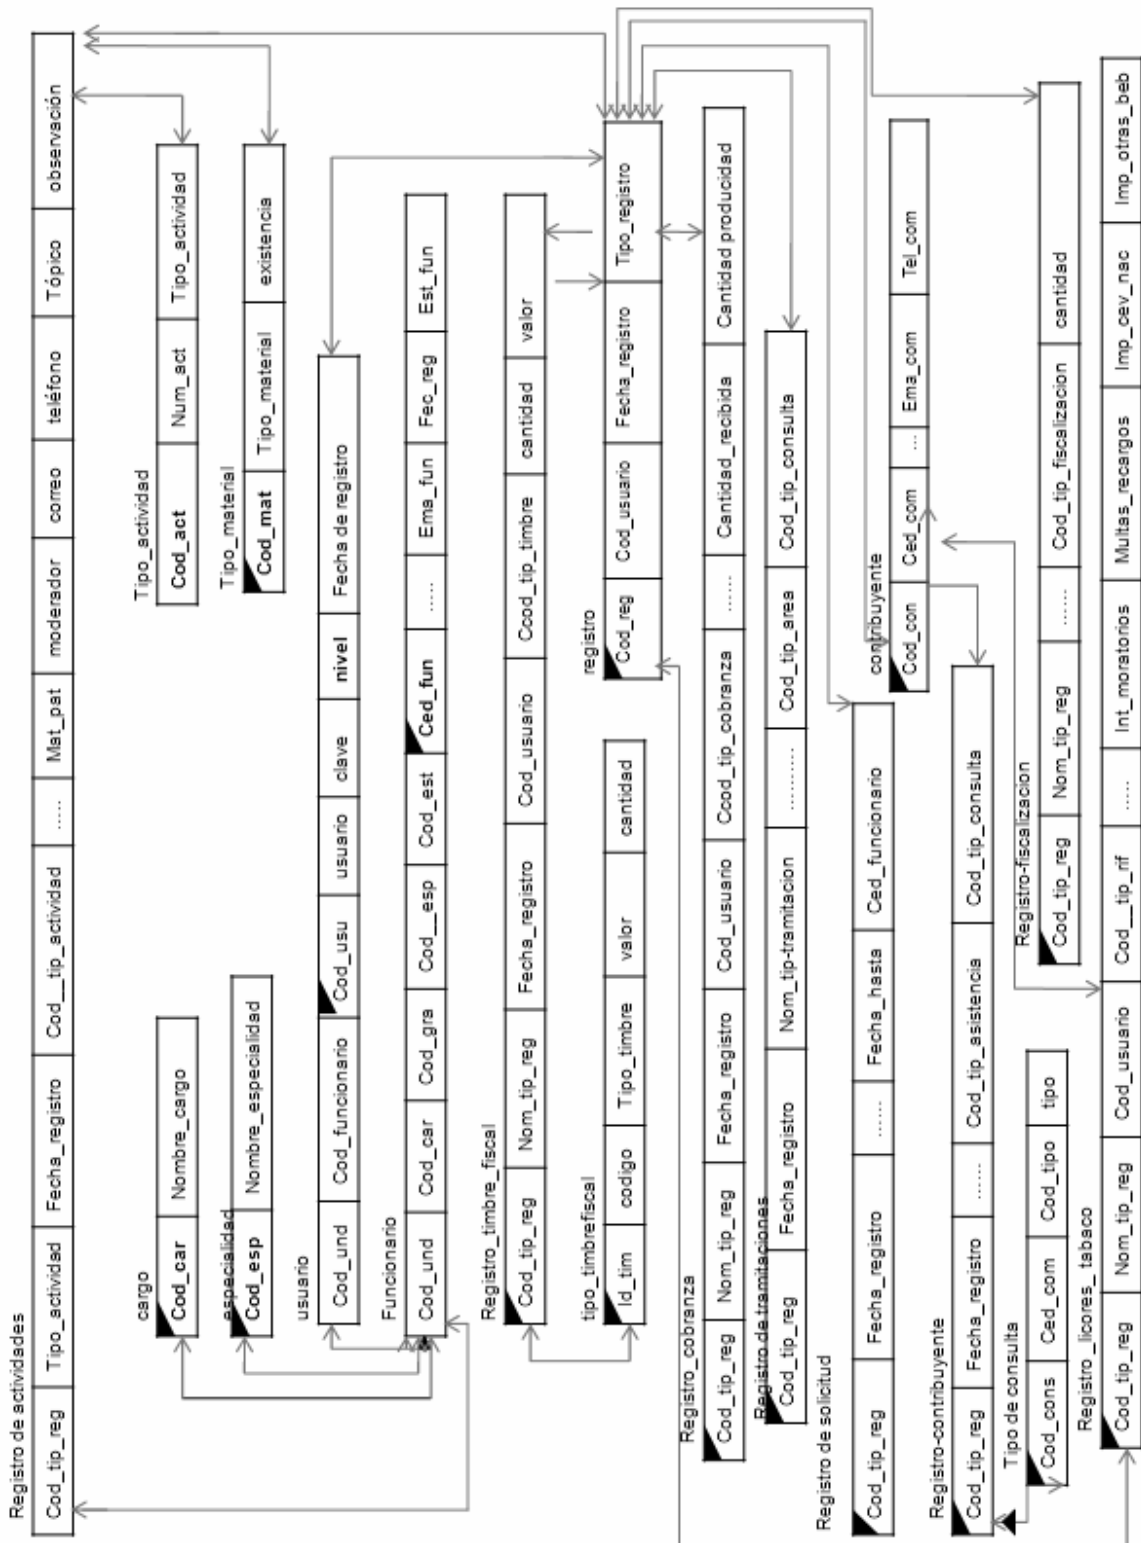 Registro de actividades
Cod_tip_reg Tipo_actividad Fecha_registro Cod__tip_actividad ..... Mat_pat moderador correo teléfono Tópico observación
cargo
Cod_car Nombre_cargo
Tipo_actividad
Cod_act Num_act Tipo_actividad
especialidad
Cod_esp Nombre_especialidad
Tipo_material
Cod_mat Tipo_material existencia
usuario
Cod_und Cod_funcionario Cod_usu usuario clave nivel Fecha de registro
Funcionario
Cod_und Cod_car Cod_gra Cod__esp Cod_est Ced_fun ..... Ema_fun Fec_reg Est_fun
Registro_timbre_fiscal
Cod_tip_reg Nom_tip_reg Fecha_registro Cod_usuario Ccod_tip_timbre cantidad valor
tipo_timbrefiscal
Id_tim codigo Tipo_timbre valor cantidad
registro
Cod_reg Cod_usuario Fecha_registro Tipo_registro
Registro_cobranza
Cod_tip_reg Nom_tip_reg Fecha_registro Cod_usuario Ccod_tip_cobranza ...... Cantidad_recibida Cantidad producidad
Registro de tramitaciones
Cod_tip_reg Fecha_registro Nom_tip-tramitacion .......... Cod_tip_area Cod_tip_consulta
Registro de solicitud
Cod_tip_reg Fecha_registro ...... Fecha_hasta Ced_funcionario
contribuyente
Cod_con Ced_com ... Ema_com Tel_com
Registro-contribuyente
Cod_tip_reg Fecha_registro ...... Cod_tip_asistencia Cod_tip_consulta
Tipo de consulta
Cod_cons Ced_com Cod_tipo tipo
Registro-fiscalizacion
Cod_tip_reg Nom_tip_reg ...... Cod_tip_fiscalizacion cantidad
Registro_licores_tabaco
Cod_tip_reg Nom_tip_reg Cod_usuario Cod__tip_rif ..... Int_moratorios Multas_recargos Imp_cev_nac Imp_otras_beb